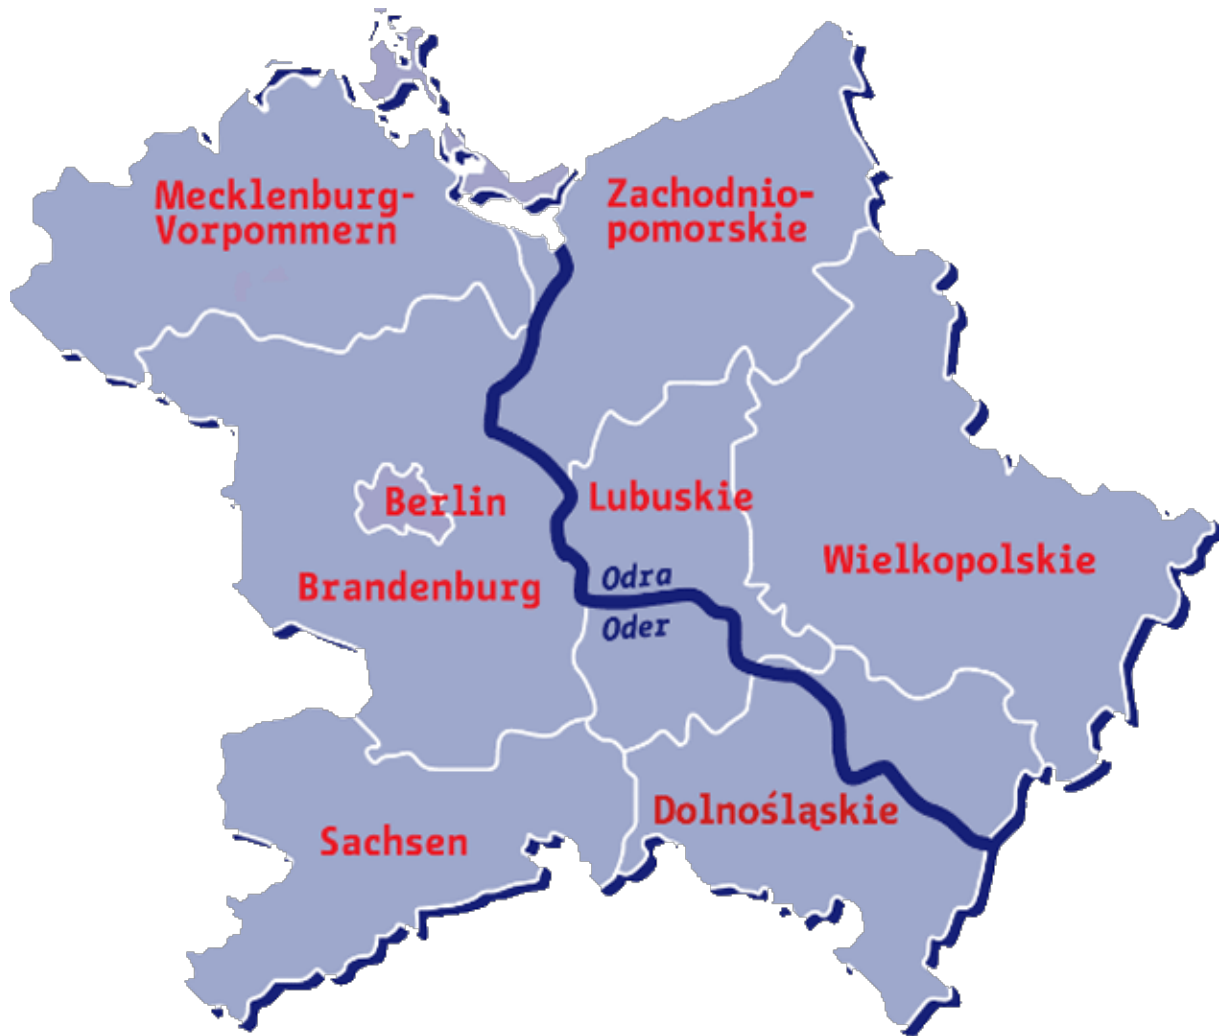 Mecklenburg-
Vorpommern
Zachodnio-
pomorskie
Berlin
Lubuskie
Wielkopolskie
Brandenburg
Odra
Oder
Dolnośląskie
Sachsen